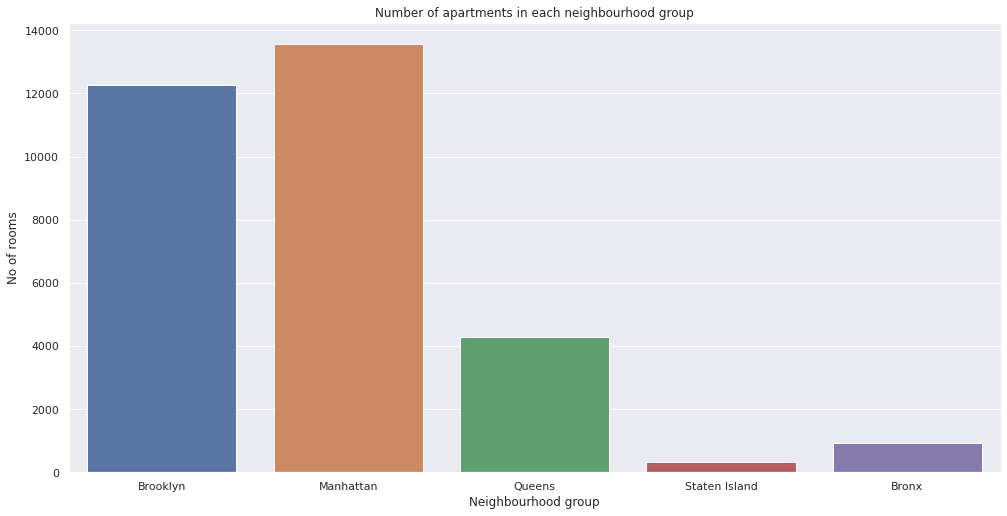 Number of apartments in each neighbourhood group
14000
12000
10000
8000
6000
4000
2000
0
No of rooms
Brooklyn Manhattan Queens Staten Island Bronx
Neighbourhood group